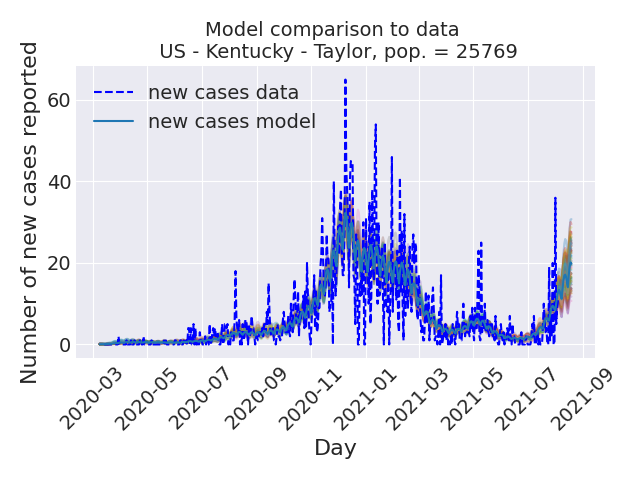 Model comparison to data
US - Kentucky - Taylor, pop. = 25769
new cases data
new cases model
Number of new cases reported
60
40
20
0
2020-03
2020-05
2020-07
2020-09
2020-11
2021-01
2021-03
2021-05
2021-07
2021-09
Day